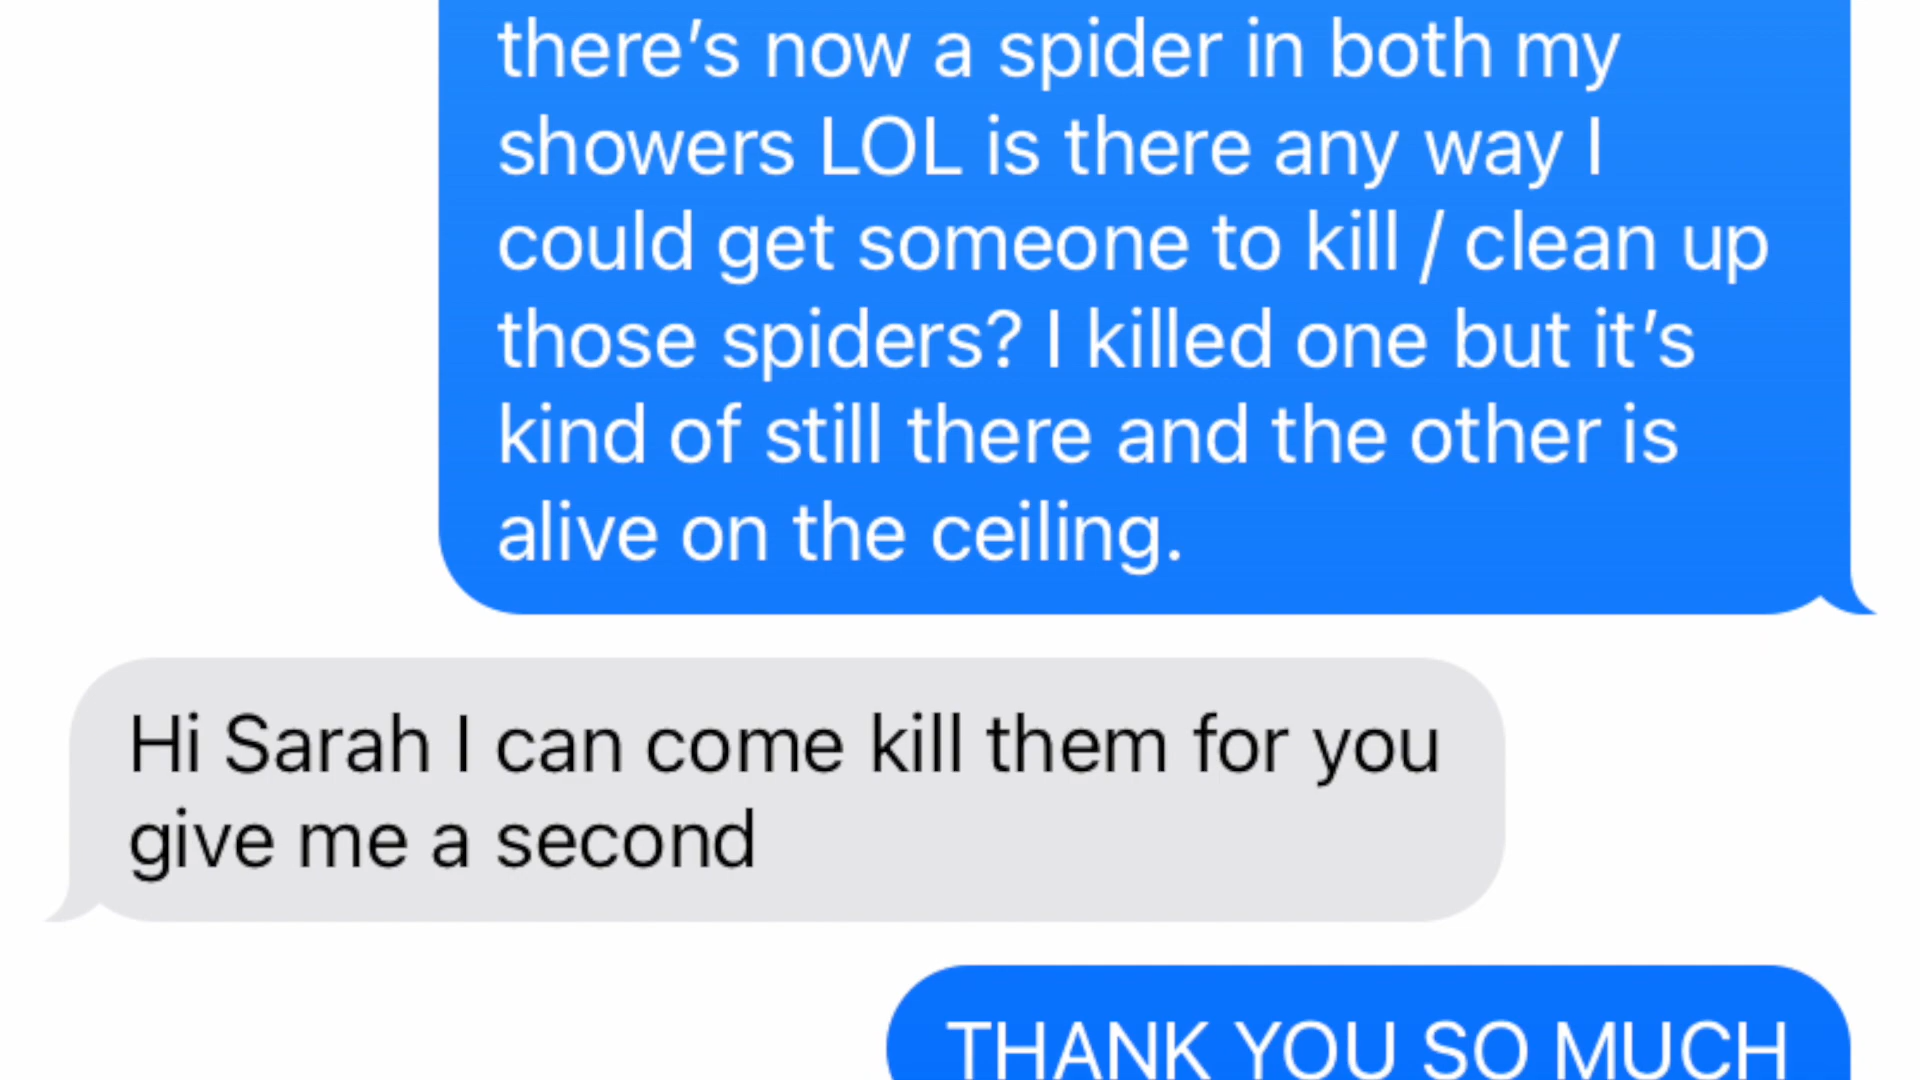 there’s now a spider in both my
showers LOL is there any way I
could get someone to kill / clean up
those spiders? I killed one but it’s
kind of still there and the other is
alive on the ceiling.
Hi Sarah I can come kill them for you
give me a second
THANK YOU SO MUCH